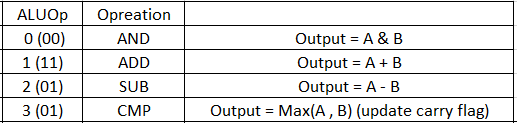 ALUOp Opreation
0 (00) AND Output = A & B
1 (11) ADD Output = A + B
2 (01) SUB Output = A - B
3 (01) CMP Output = Max(A , B) (update carry flag)